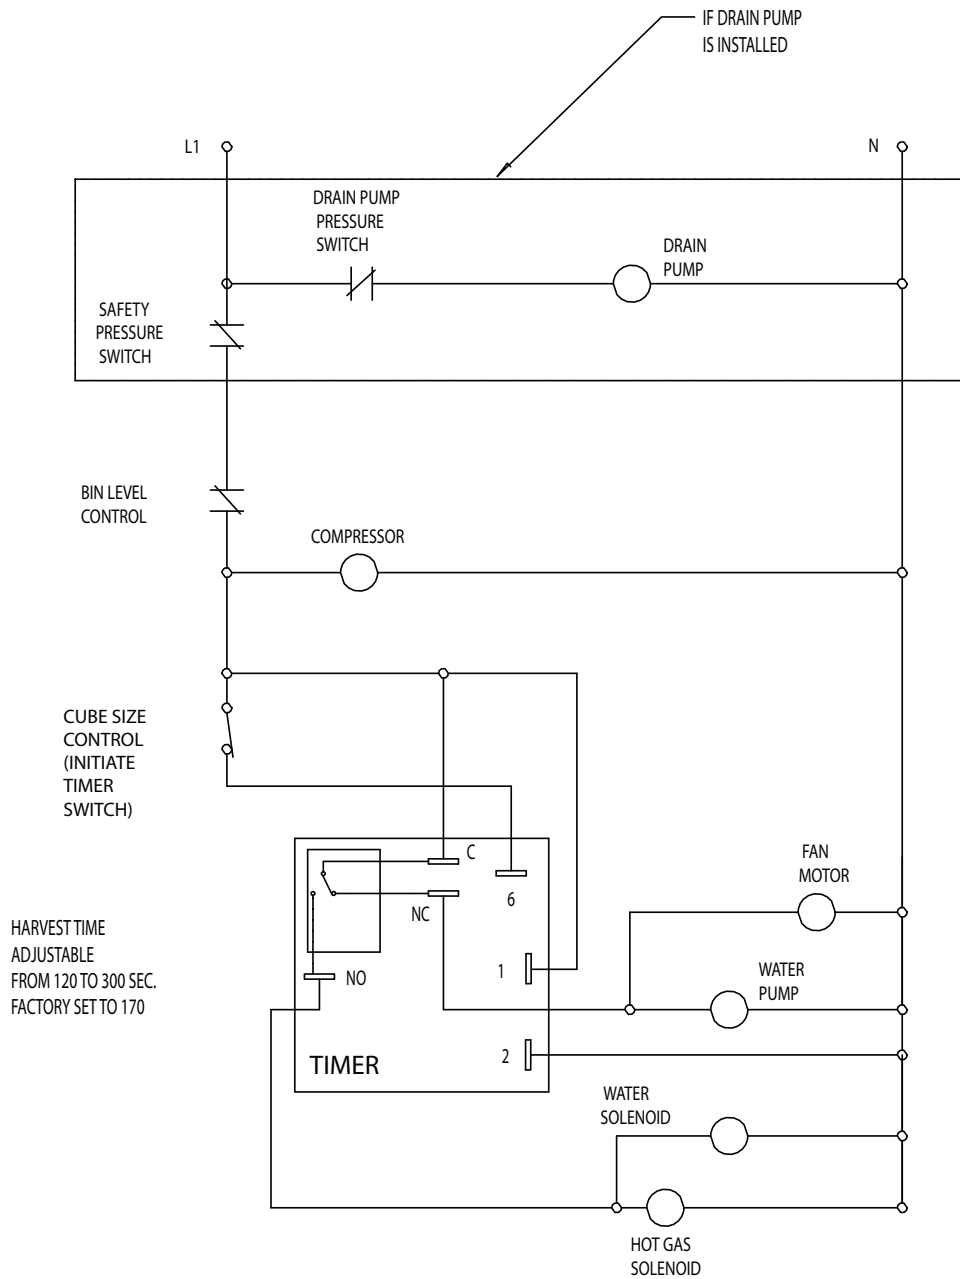 IF DRAIN PUMP
IS INSTALLED
L1
N
DRAIN PUMP
PRESSURE
SWITCH
DRAIN
PUMP
SAFETY
PRESSURE
SWITCH
BIN LEVEL
CONTROL
COMPRESSOR
CUBE SIZE
CONTROL
(INITIATE
TIMER
SWITCH)
C
6
NC
1
NO
2
TIMER
FAN
MOTOR
HARVEST TIME
ADJUSTABLE
FROM 120 TO 300 SEC.
FACTORY SET TO 170
WATER
PUMP
WATER
SOLENOID
HOT GAS
SOLENOID